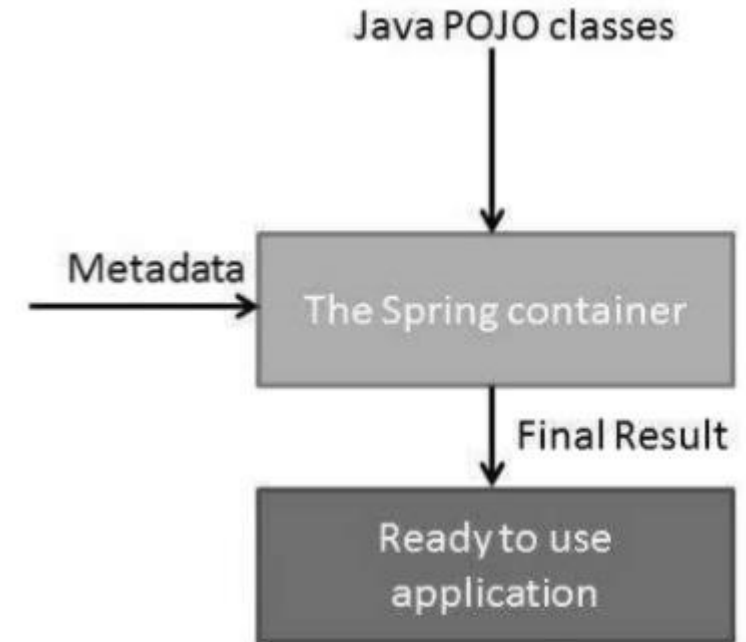 Java POJO classes
Metadata
The Spring container
Final Result
Ready to use
application